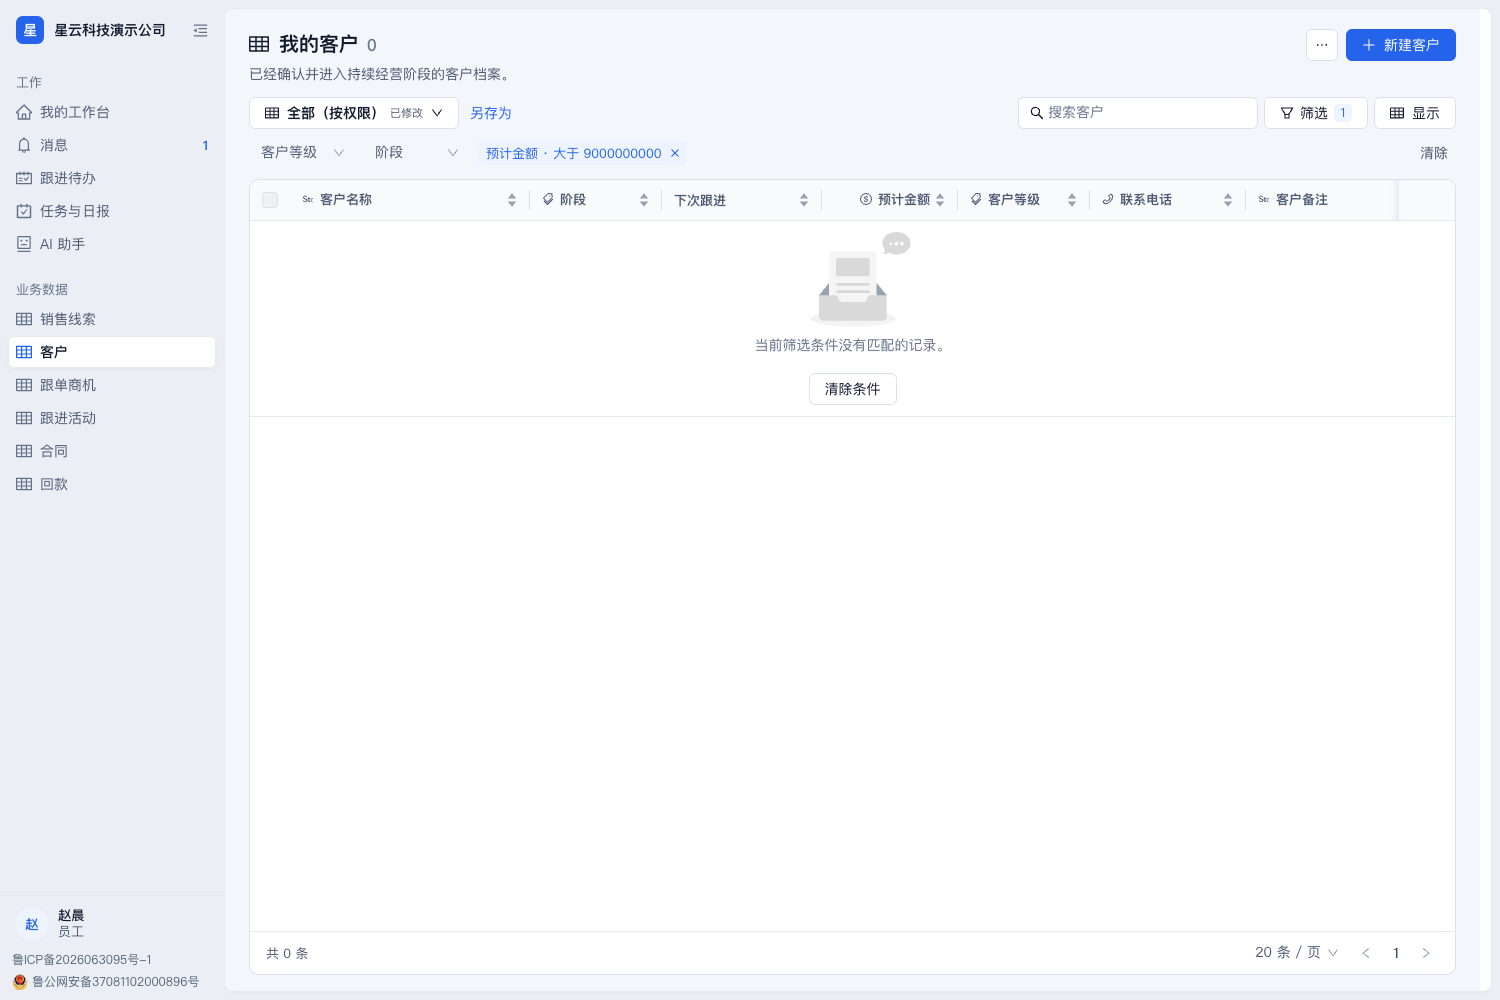 星 星云科技演示公司
工作
我的工作台
消息 1
跟进待办
任务与日报
AI 助手
业务数据
销售线索
客户
跟单商机
跟进活动
合同
回款
赵 赵晨
员工
鲁ICP备2026063095号-1
鲁公网安备37081102000896号
我的客户 0
··· 新建客户
已经确认并进入持续经营阶段的客户档案。
全部（按权限） 已修改 另存为 搜索客户 筛选 1 显示
客户等级 阶段 预计金额 · 大于 9000000000 × 清除
Str 客户名称 阶段 下次跟进 预计金额 客户等级 联系电话 Str 客户备注
当前筛选条件没有匹配的记录。
清除条件
共 0 条 20 条 / 页 < 1 >